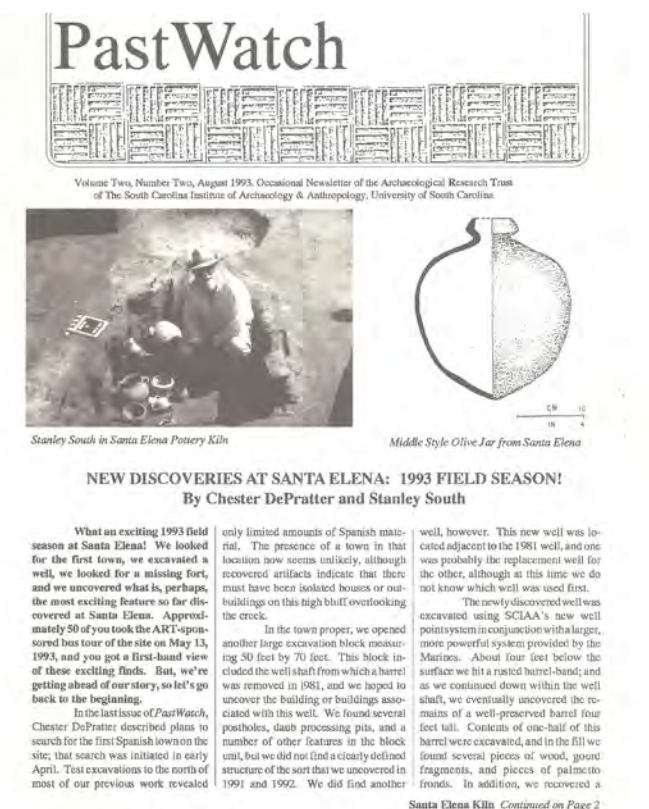 PastWatch
Volume Two, Number Two, August 1993. Occasional Newsletter of the Archaeological Research Trust
of The South Carolina Institute of Archaeology & Anthropology, University of South Carolina
CM 10
IN 4
Stanley South in Santa Elena Pottery Kiln
Middle Style Olive Jar from Santa Elena
NEW DISCOVERIES AT SANTA ELENA: 1993 FIELD SEASON!
By Chester DePratter and Stanley South
What an exciting 1993 field
season at Santa Elena! We looked
for the first town, we excavated a
well, we looked for a missing fort,
and we uncovered what is, perhaps,
the most exciting feature so far dis-
covered at Santa Elena. Approxi-
mately 50 of you took the ART-spon-
sored bus tour of the site on May 13,
1993, and you got a first-hand view
of these exciting finds. But, we're
getting ahead of our story, so let's go
back to the beginning.
In the last issue of PastWatch,
Chester DePratter described plans to
search for the first Spanish town on the
site; that search was initiated in early
April. Test excavations to the north of
most of our previous work revealed
only limited amounts of Spanish mate-
rial. The presence of a town in that
location now seems unlikely, although
recovered artifacts indicate that there
must have been isolated houses or out-
buildings on this high bluff overlooking
the creek.
In the town proper, we opened
another large excavation block measur-
ing 50 feet by 70 feet. This block in-
cluded the well shaft from which a barrel
was removed in 1981, and we hoped to
uncover the building or buildings asso-
ciated with this well. We found several
postholes, daub processing pits, and a
number of other features in the block
unit, but we did not find a clearly defined
structure of the sort that we uncovered in
1991 and 1992. We did find another
well, however. This new well was lo-
cated adjacent to the 1981 well, and one
was probably the replacement well for
the other, although at this time we do
not know which well was used first.
The newly discovered well was
excavated using SCIAA's new well
point system in conjunction with a larger,
more powerful system provided by the
Marines. About four feet below the
surface we hit a rusted barrel-band; and
as we continued down within the well
shaft, we eventually uncovered the re-
mains of a well-preserved barrel four
feet tall. Contents of one-half of this
barrel were excavated, and in the fill we
found several pieces of wood, gourd
fragments, and pieces of palmetto
fronds. In addition, we recovered a
Santa Elena Kiln Continued on Page 2